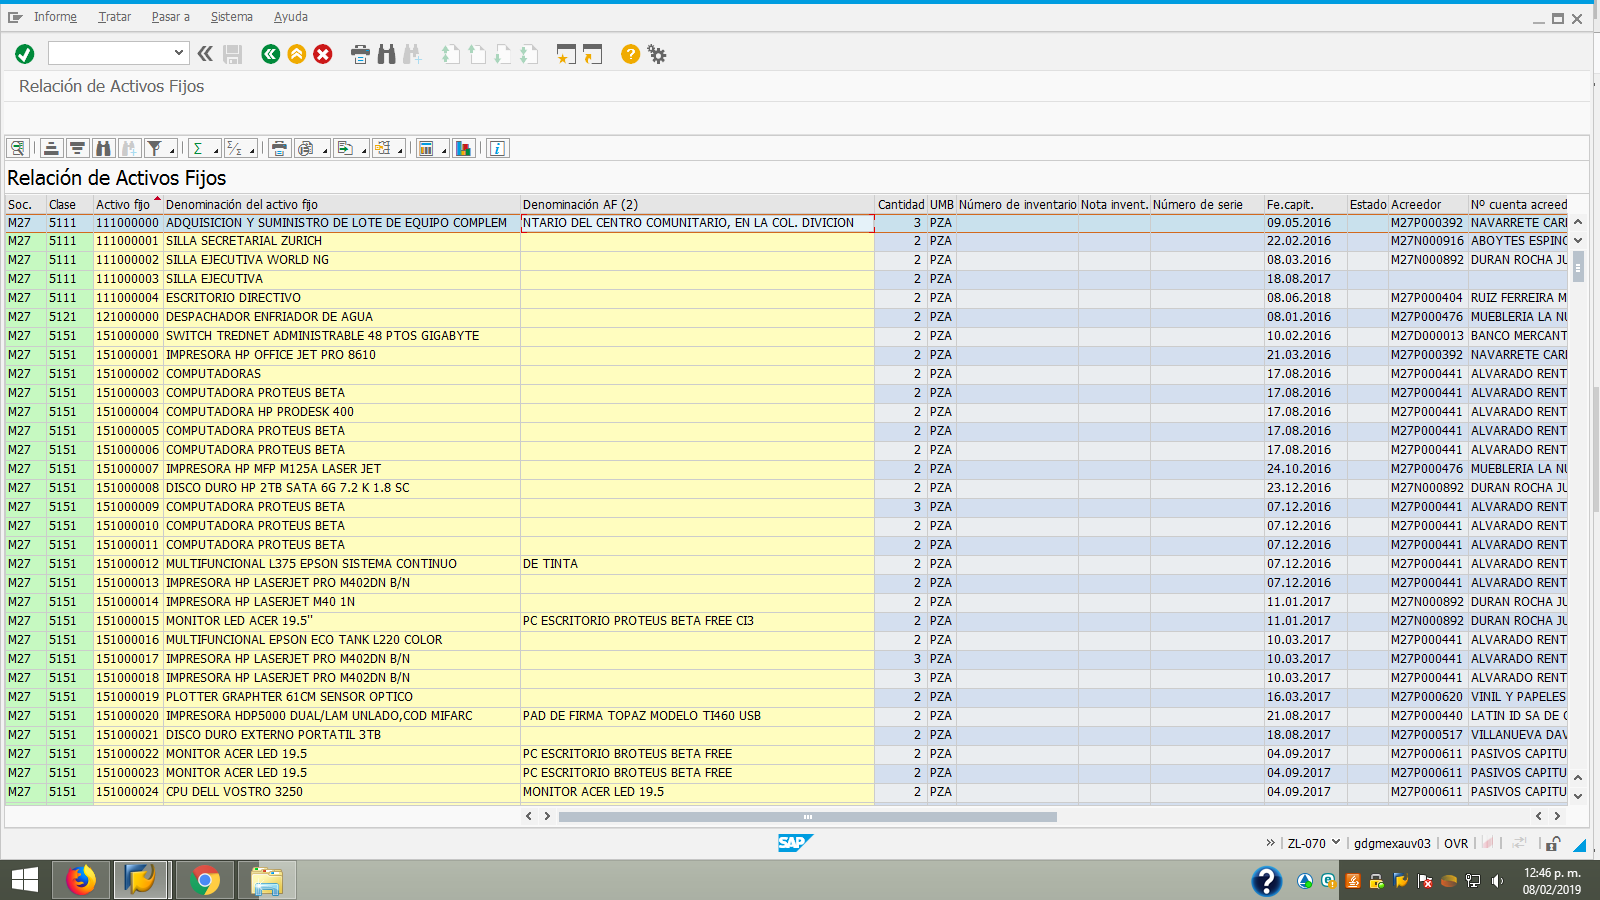 Informe Tratar Pasar a Sistema Ayuda
Relación de Activos Fijos
Relación de Activos Fijos
Soc. Clase Activo fijo Denominación del activo fijo Denominación AF (2) Cantidad UMB Número de inventario Nota invent. Número de serie Fe.capit. Estado Acreedor Nº cuenta acreed
M27 5111 111000000 ADQUISICION Y SUMINISTRO DE LOTE DE EQUIPO COMPLEM NTARIO DEL CENTRO COMUNITARIO, EN LA COL. DIVICION 3 PZA 09.05.2016 M27P000392 NAVARRETE CAR
M27 5111 111000001 SILLA SECRETARIAL ZURICH 2 PZA 22.02.2016 M27N000916 ABOYTES ESPINO
M27 5111 111000002 SILLA EJECUTIVA WORLD NG 2 PZA 08.03.2016 M27N000892 DURAN ROCHA JU
M27 5111 111000003 SILLA EJECUTIVA 2 PZA 18.08.2017
M27 5111 111000004 ESCRITORIO DIRECTIVO 2 PZA 08.06.2018 M27P000404 RUIZ FERREIRA M
M27 5121 121000000 DESPACHADOR ENFRIADOR DE AGUA 2 PZA 08.01.2016 M27P000476 MUEBLERIA LA NU
M27 5151 151000000 SWITCH TREDNET ADMINISTRABLE 48 PTOS GIGABYTE 2 PZA 10.02.2016 M27D000013 BANCO MERCANT
M27 5151 151000001 IMPRESORA HP OFFICE JET PRO 8610 2 PZA 21.03.2016 M27P000392 NAVARRETE CAR
M27 5151 151000002 COMPUTADORAS 2 PZA 17.08.2016 M27P000441 ALVARADO RENT
M27 5151 151000003 COMPUTADORA PROTEUS BETA 2 PZA 17.08.2016 M27P000441 ALVARADO RENT
M27 5151 151000004 COMPUTADORA HP PRODESK 400 2 PZA 17.08.2016 M27P000441 ALVARADO RENT
M27 5151 151000005 COMPUTADORA PROTEUS BETA 2 PZA 17.08.2016 M27P000441 ALVARADO RENT
M27 5151 151000006 COMPUTADORA PROTEUS BETA 2 PZA 17.08.2016 M27P000441 ALVARADO RENT
M27 5151 151000007 IMPRESORA HP MFP M125A LASER JET 2 PZA 24.10.2016 M27P000476 MUEBLERIA LA NU
M27 5151 151000008 DISCO DURO HP 2TB SATA 6G 7.2 K 1.8 SC 2 PZA 23.12.2016 M27N000892 DURAN ROCHA JU
M27 5151 151000009 COMPUTADORA PROTEUS BETA 3 PZA 07.12.2016 M27P000441 ALVARADO RENT
M27 5151 151000010 COMPUTADORA PROTEUS BETA 2 PZA 07.12.2016 M27P000441 ALVARADO RENT
M27 5151 151000011 COMPUTADORA PROTEUS BETA 2 PZA 07.12.2016 M27P000441 ALVARADO RENT
M27 5151 151000012 MULTIFUNCIONAL L375 EPSON SISTEMA CONTINUO DE TINTA 2 PZA 07.12.2016 M27P000441 ALVARADO RENT
M27 5151 151000013 IMPRESORA HP LASERJET PRO M402DN B/N 2 PZA 07.12.2016 M27P000441 ALVARADO RENT
M27 5151 151000014 IMPRESORA HP LASERJET M40 1N 2 PZA 11.01.2017 M27N000892 DURAN ROCHA JU
M27 5151 151000015 MONITOR LED ACER 19.5" PC ESCRITORIO PROTEUS BETA FREE CI3 2 PZA 11.01.2017 M27N000892 DURAN ROCHA JU
M27 5151 151000016 MULTIFUNCIONAL EPSON ECO TANK L220 COLOR 2 PZA 10.03.2017 M27P000441 ALVARADO RENT
M27 5151 151000017 IMPRESORA HP LASERJET PRO M402DN B/N 3 PZA 10.03.2017 M27P000441 ALVARADO RENT
M27 5151 151000018 IMPRESORA HP LASERJET PRO M402DN B/N 3 PZA 10.03.2017 M27P000441 ALVARADO RENT
M27 5151 151000019 PLOTTER GRAPHTER 61CM SENSOR OPTICO 2 PZA 16.03.2017 M27P000620 VINIL Y PAPELES
M27 5151 151000020 IMPRESORA HDP5000 DUAL/LAM UNLADO,COD MIFARC PAD DE FIRMA TOPAZ MODELO TI460 USB 2 PZA 21.08.2017 M27P000440 LATIN ID SA DE C
M27 5151 151000021 DISCO DURO EXTERNO PORTATIL 3TB 2 PZA 18.08.2017 M27P000517 VILLANUEVA DAV
M27 5151 151000022 MONITOR ACER LED 19.5 PC ESCRITORIO BROTEUS BETA FREE 2 PZA 04.09.2017 M27P000611 PASIVOS CAPITU
M27 5151 151000023 MONITOR ACER LED 19.5 PC ESCRITORIO BROTEUS BETA FREE 2 PZA 04.09.2017 M27P000611 PASIVOS CAPITU
M27 5151 151000024 CPU DELL VOSTRO 3250 MONITOR ACER LED 19.5 2 PZA 04.09.2017 M27P000611 PASIVOS CAPITU
SAP
ZL-070 gdgmexauv03 OVR
12:46 p. m.
08/02/2019